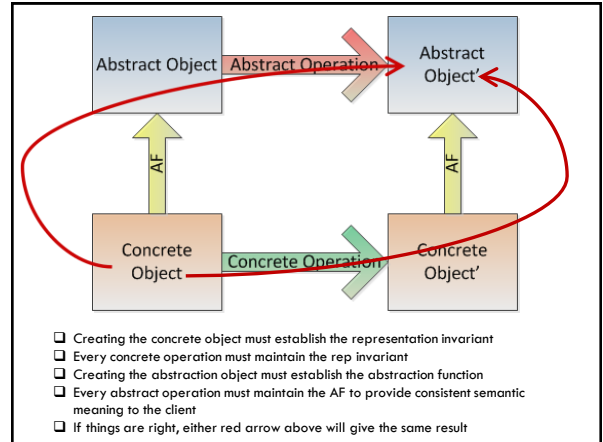 Abstract Object
Abstract Operation
Abstract
Object'
AF
AF
Concrete
Object
Concrete Operation
Concrete
Object'
❑ Creating the concrete object must establish the representation invariant
❑ Every concrete operation must maintain the rep invariant
❑ Creating the abstraction object must establish the abstraction function
❑ Every abstract operation must maintain the AF to provide consistent semantic
meaning to the client
❑ If things are right, either red arrow above will give the same result